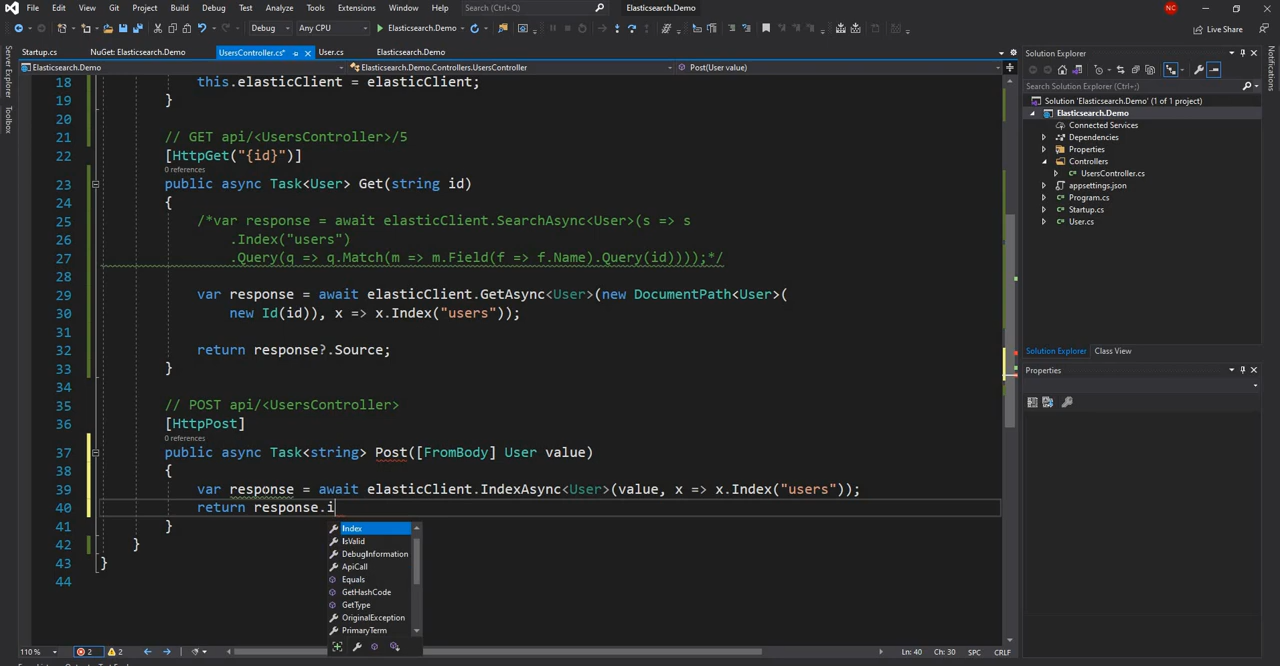 File Edit View Git Project Build Debug Test Analyze Tools Extensions Window Help Search (Ctrl+Q) Elasticsearch.Demo NC
Debug Any CPU Elasticsearch.Demo Live Share
Startup.cs NuGet: Elasticsearch.Demo UsersController.cs* User.cs Elasticsearch.Demo
Elasticsearch.Demo Elasticsearch.Demo.Controllers.UsersController Post(User value)
Server Explorer
Toolbox
18 this.elasticClient = elasticClient;
19 }
20
21 // GET api/<UsersController>/5
22 [HttpGet("{id}")]
0 references
23 public async Task<User> Get(string id)
24 {
25 /*var response = await elasticClient.SearchAsync<User>(s => s
26 .Index("users")
27 .Query(q => q.Match(m => m.Field(f => f.Name).Query(id))));*/
28
29 var response = await elasticClient.GetAsync<User>(new DocumentPath<User>(
30 new Id(id)), x => x.Index("users"));
31
32 return response?.Source;
33 }
34
35 // POST api/<UsersController>
36 [HttpPost]
0 references
37 public async Task<string> Post([FromBody] User value)
38 {
39 var response = await elasticClient.IndexAsync<User>(value, x => x.Index("users"));
40 return response.i
41 }
42 }
43 }
44
Index
IsValid
DebugInformation
ApiCall
Equals
GetHashCode
GetType
OriginalException
PrimaryTerm
110 % 2 2 Ln: 40 Ch: 30 SPC CRLF
Solution Explorer
Search Solution Explorer (Ctrl+;)
Solution 'Elasticsearch.Demo' (1 of 1 project)
Elasticsearch.Demo
Connected Services
Dependencies
Properties
Controllers
UsersController.cs
appsettings.json
Program.cs
Startup.cs
User.cs
Solution Explorer Class View
Properties
Notifications